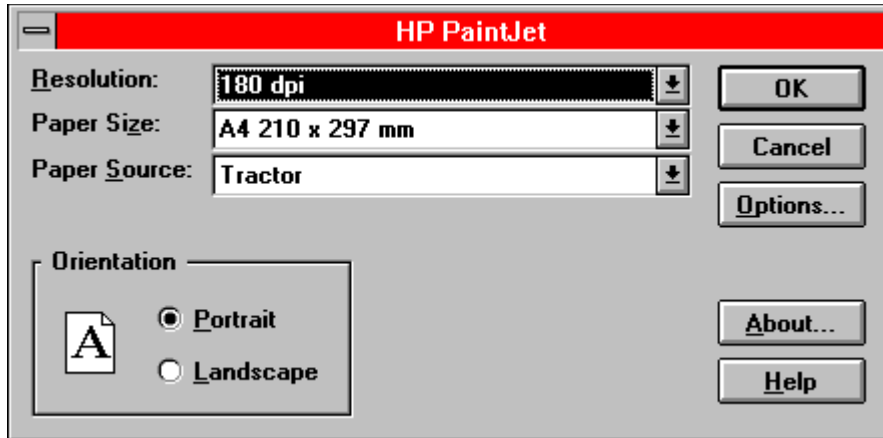 HP PaintJet
Resolution: 180 dpi
Paper Size: A4 210 x 297 mm
Paper Source: Tractor
OK
Cancel
Options...
Orientation
A
Portrait
Landscape
About...
Help